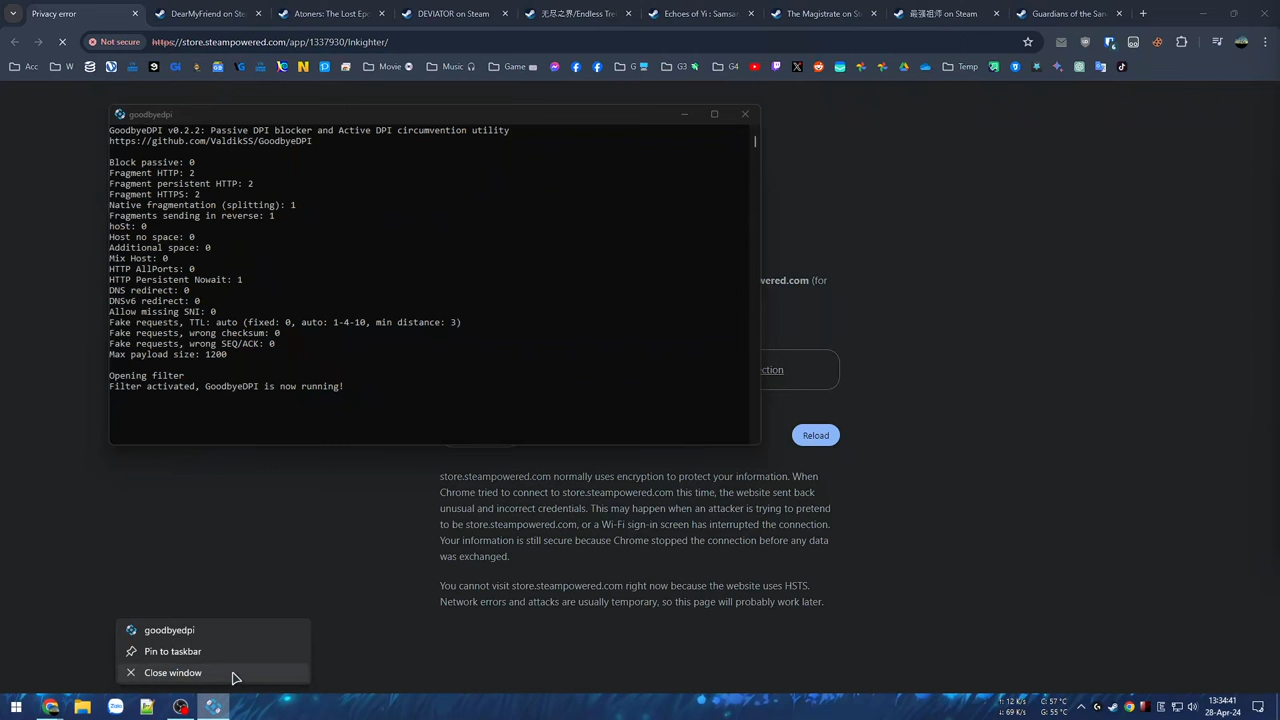 Privacy error
DearMyFriend on Ste
Atoners: The Lost Epo
DEVIATOR on Steam
无尽之界/Endless Tre
Echoes of Yi : Samsa
The Magistrate on St
最强祖师 on Steam
Guardians of the San
Not secure
https://store.steampowered.com/app/1337930/Inkighter/
Acc
W
Movie
Music
Game
G
G3
G4
Temp
goodbyedpi
GoodbyeDPI v0.2.2: Passive DPI blocker and Active DPI circumvention utility
https://github.com/ValdikSS/GoodbyeDPI
Block passive: 0
Fragment HTTP: 2
Fragment persistent HTTP: 2
Fragment HTTPS: 2
Native fragmentation (splitting): 1
Fragments sending in reverse: 1
hoSt: 0
Host no space: 0
Additional space: 0
Mix Host: 0
HTTP AllPorts: 0
HTTP Persistent Nowait: 1
DNS redirect: 0
DNSv6 redirect: 0
Allow missing SNI: 0
Fake requests, TTL: auto (fixed: 0, auto: 1-4-10, min distance: 3)
Fake requests, wrong checksum: 0
Fake requests, wrong SEQ/ACK: 0
Max payload size: 1200
Opening filter
Filter activated, GoodbyeDPI is now running!
wered.com (for
ction
Reload
store.steampowered.com normally uses encryption to protect your information. When
Chrome tried to connect to store.steampowered.com this time, the website sent back
unusual and incorrect credentials. This may happen when an attacker is trying to pretend
to be store.steampowered.com, or a Wi-Fi sign-in screen has interrupted the connection.
Your information is still secure because Chrome stopped the connection before any data
was exchanged.
You cannot visit store.steampowered.com right now because the website uses HSTS.
Network errors and attacks are usually temporary, so this page will probably work later.
goodbyedpi
Pin to taskbar
Close window
↑: 12 K/s
↓: 69 K/s
C: 57 °C
G: 55 °C
13:34:41
28-Apr-24